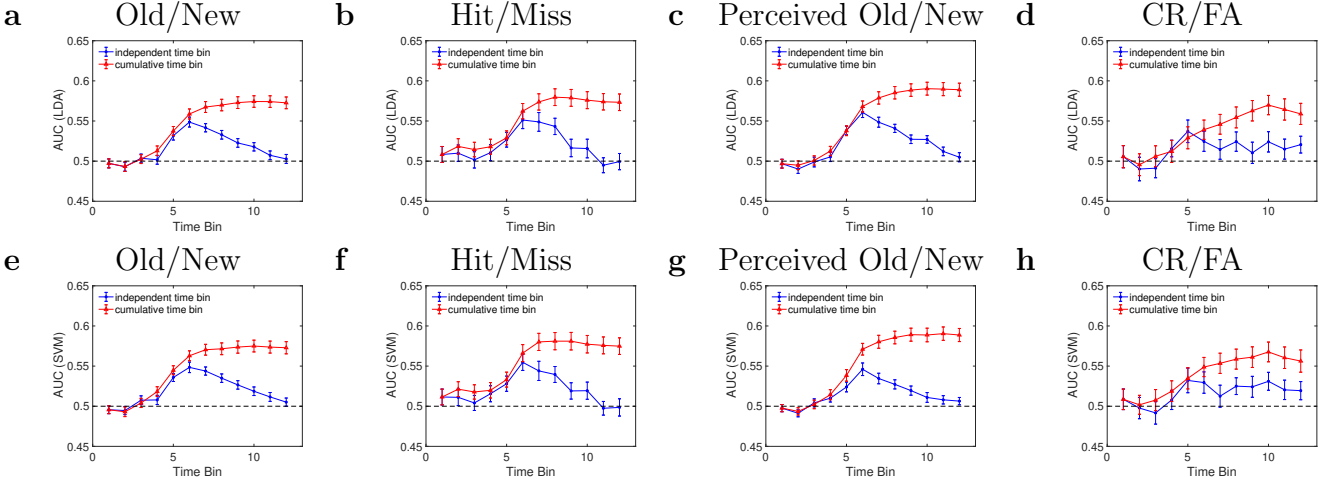 a Old/New
0.65
0.6
0.55
0.5
0.45
AUC (LDA)
independent time bin
cumulative time bin
0 5 10
Time Bin
b Hit/Miss
0.65
0.6
0.55
0.5
0.45
AUC (LDA)
independent time bin
cumulative time bin
0 5 10
Time Bin
c Perceived Old/New
0.65
0.6
0.55
0.5
0.45
AUC (LDA)
independent time bin
cumulative time bin
0 5 10
Time Bin
d CR/FA
0.65
0.6
0.55
0.5
0.45
AUC (LDA)
independent time bin
cumulative time bin
0 5 10
Time Bin
e Old/New
0.65
0.6
0.55
0.5
0.45
AUC (SVM)
independent time bin
cumulative time bin
0 5 10
Time Bin
f Hit/Miss
0.65
0.6
0.55
0.5
0.45
AUC (SVM)
independent time bin
cumulative time bin
0 5 10
Time Bin
g Perceived Old/New
0.65
0.6
0.55
0.5
0.45
AUC (SVM)
independent time bin
cumulative time bin
0 5 10
Time Bin
h CR/FA
0.65
0.6
0.55
0.5
0.45
AUC (SVM)
independent time bin
cumulative time bin
0 5 10
Time Bin